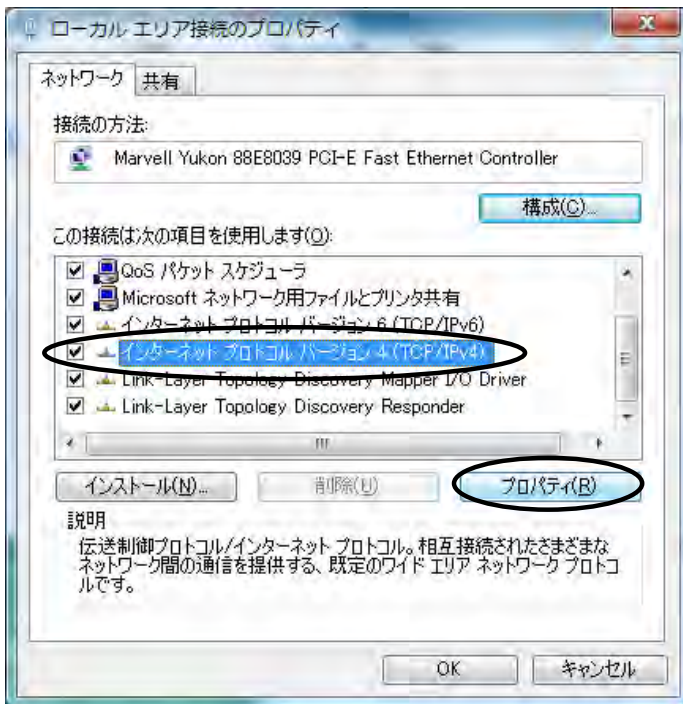 ローカル エリア接続のプロパティ
ネットワーク 共有
接続の方法:
Marvell Yukon 88E8039 PCI-E Fast Ethernet Controller
構成(C)...
この接続は次の項目を使用します(O):
QoS パケット スケジューラ
Microsoft ネットワーク用ファイルとプリンタ共有
インターネット プロトコル バージョン 6 (TCP/IPv6)
インターネット プロトコル バージョン 4 (TCP/IPv4)
Link-Layer Topology Discovery Mapper I/O Driver
Link-Layer Topology Discovery Responder
インストール(N)... 削除(U) プロパティ(R)
説明
伝送制御プロトコル/インターネット プロトコル。相互接続されたさまざまな
ネットワーク間の通信を提供する、既定のワイド エリア ネットワーク プロトコ
ルです。
OK キャンセル